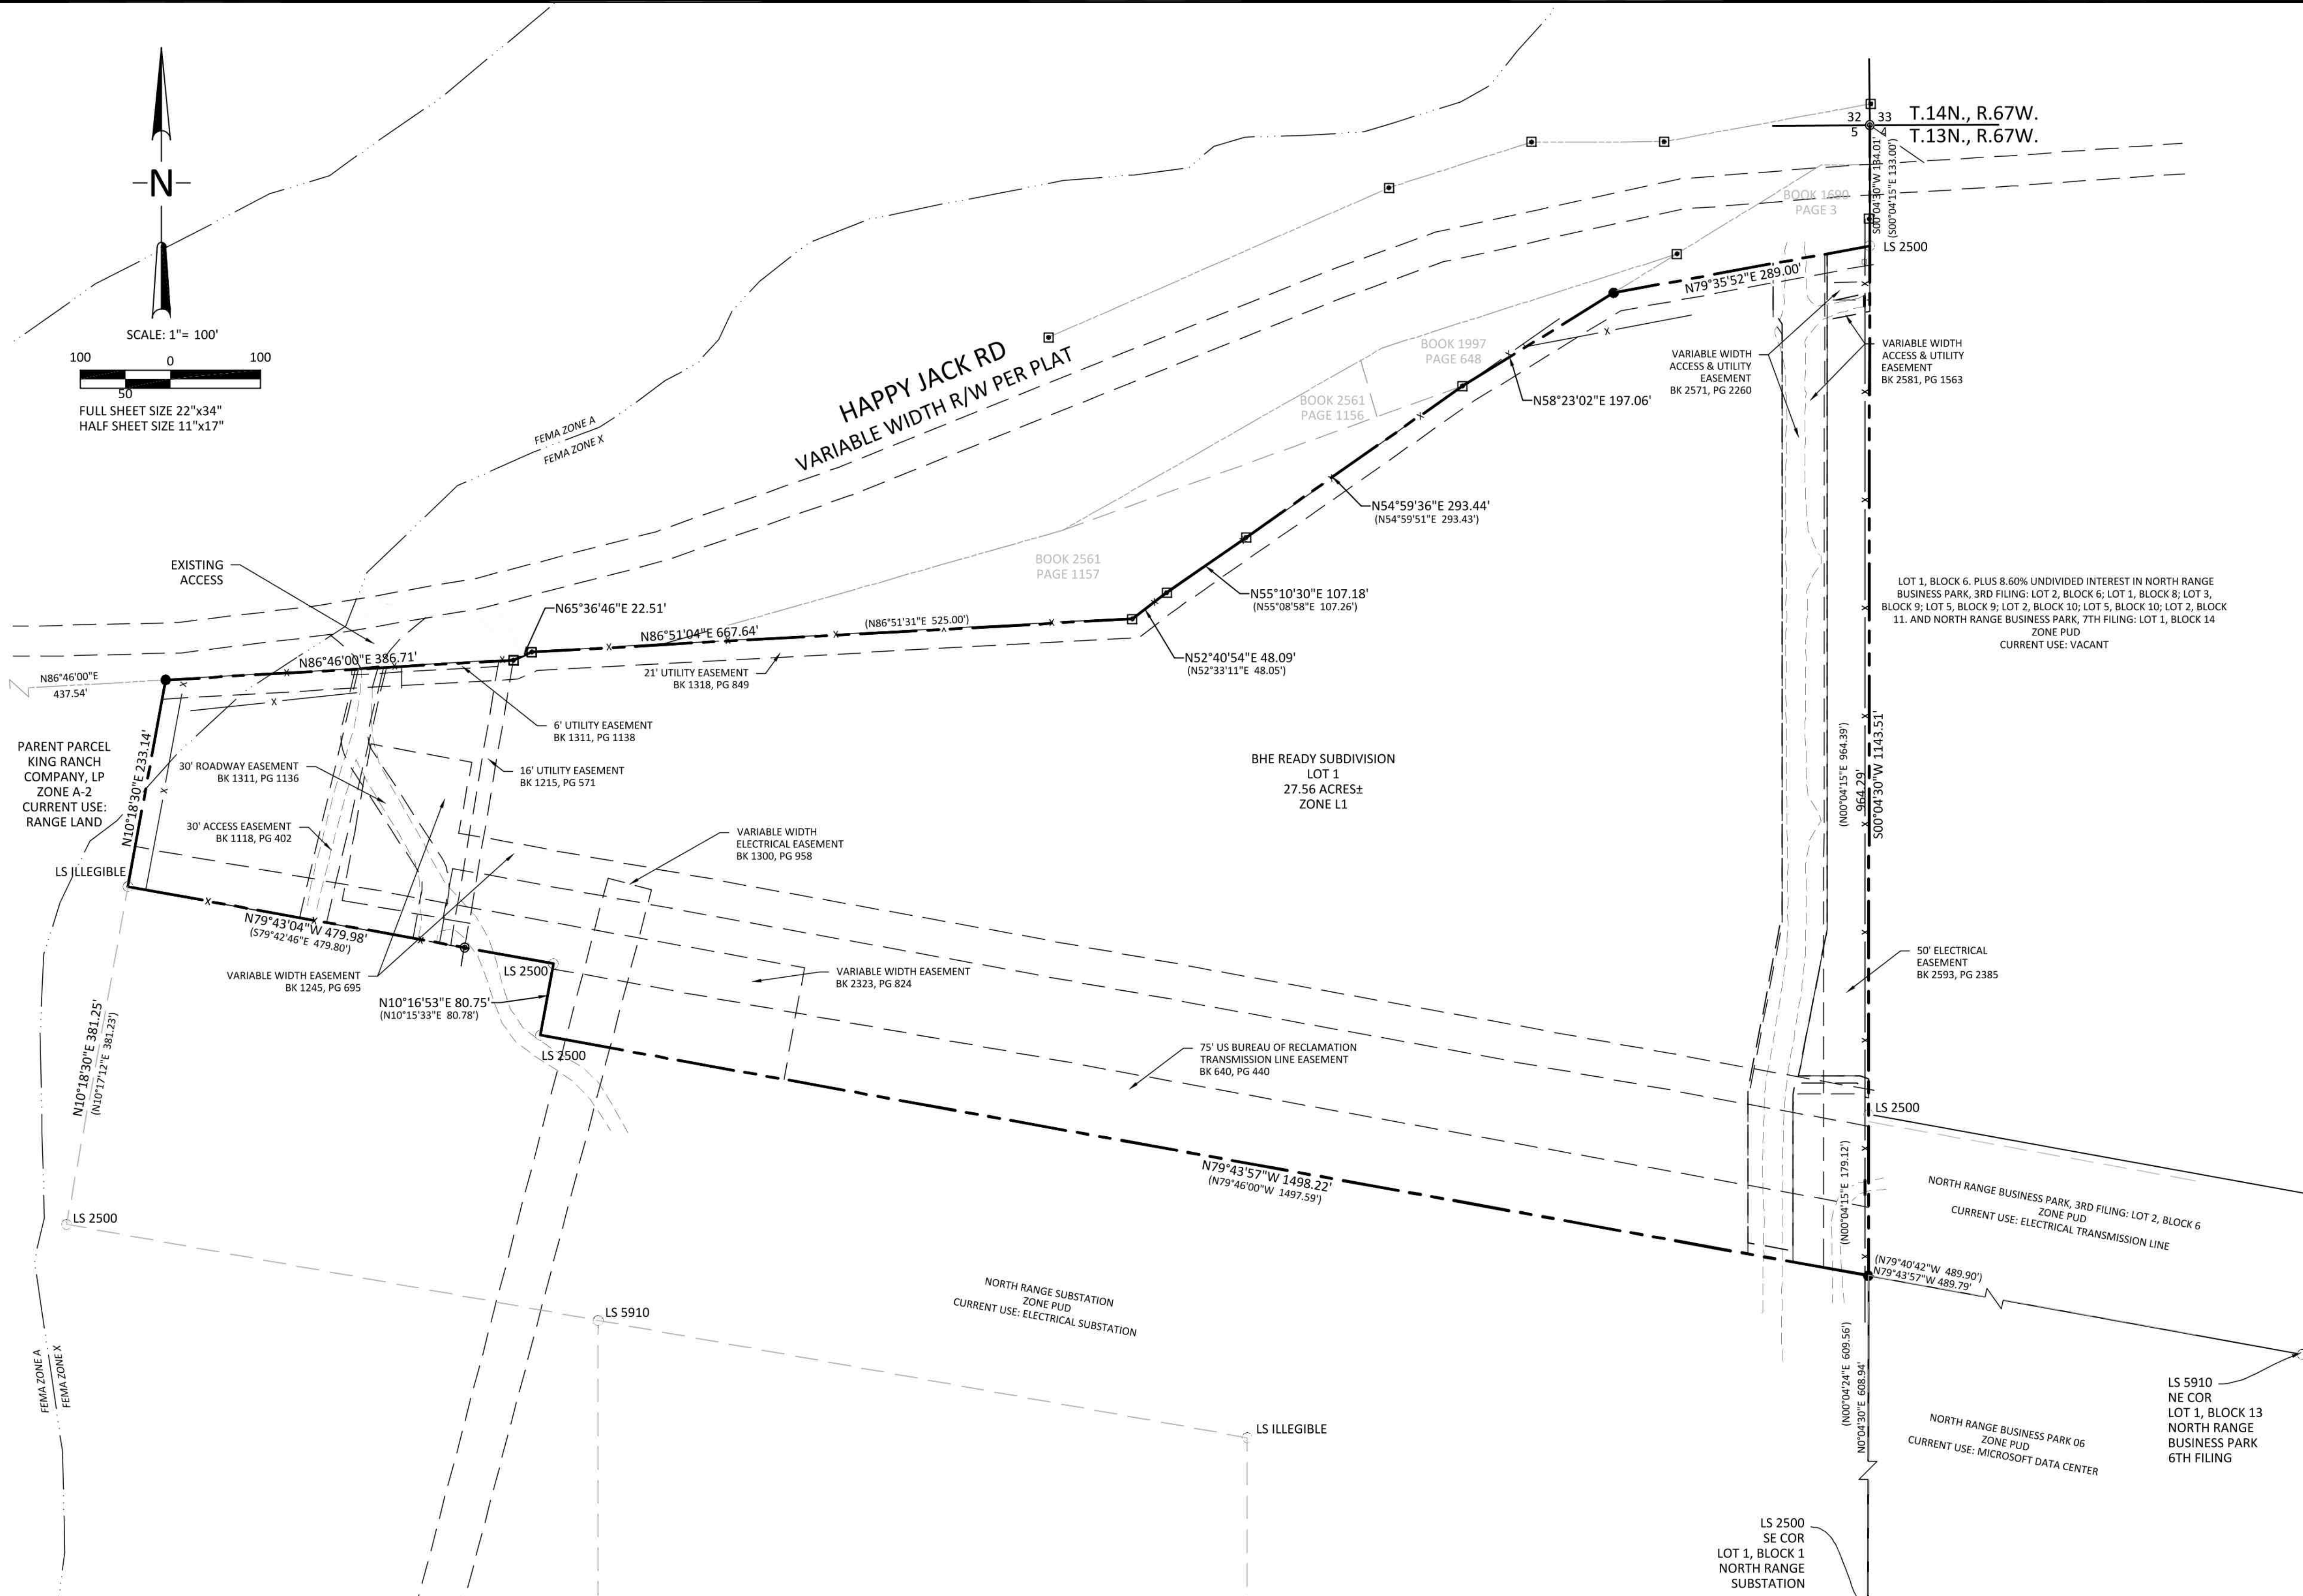 N
SCALE: 1"= 100'
100 0 100
50
FULL SHEET SIZE 22"x34"
HALF SHEET SIZE 11"x17"
32 33
5 4
T.14N., R.67W.
T.13N., R.67W.
S00°04'30"W 134.01'
(S00°04'15"E 133.00')
BOOK 1690
PAGE 3
LS 2500
N79°35'52"E 289.00'
HAPPY JACK RD
VARIABLE WIDTH R/W PER PLAT
FEMA ZONE A
FEMA ZONE X
BOOK 1997
PAGE 648
BOOK 2561
PAGE 1156
N58°23'02"E 197.06'
VARIABLE WIDTH
ACCESS & UTILITY
EASEMENT
BK 2571, PG 2260
VARIABLE WIDTH
ACCESS & UTILITY
EASEMENT
BK 2581, PG 1563
N54°59'36"E 293.44'
(N54°59'51"E 293.43')
BOOK 2561
PAGE 1157
EXISTING
ACCESS
N65°36'46"E 22.51'
N86°51'04"E 667.64'
(N86°51'31"E 525.00')
N55°10'30"E 107.18'
(N55°08'58"E 107.26')
N52°40'54"E 48.09'
(N52°33'11"E 48.05')
N86°46'00"E 386.71'
N86°46'00"E
437.54'
21' UTILITY EASEMENT
BK 1318, PG 849
6' UTILITY EASEMENT
BK 1311, PG 1138
16' UTILITY EASEMENT
BK 1215, PG 571
PARENT PARCEL
KING RANCH
COMPANY, LP
ZONE A-2
CURRENT USE:
RANGE LAND
N10°18'30"E 233.14'
30' ROADWAY EASEMENT
BK 1311, PG 1136
30' ACCESS EASEMENT
BK 1118, PG 402
LS ILLEGIBLE
VARIABLE WIDTH
ELECTRICAL EASEMENT
BK 1300, PG 958
BHE READY SUBDIVISION
LOT 1
27.56 ACRES±
ZONE L1
LOT 1, BLOCK 6. PLUS 8.60% UNDIVIDED INTEREST IN NORTH RANGE
BUSINESS PARK, 3RD FILING: LOT 2, BLOCK 6; LOT 1, BLOCK 8; LOT 3,
BLOCK 9; LOT 5, BLOCK 9; LOT 2, BLOCK 10; LOT 5, BLOCK 10; LOT 2, BLOCK
11. AND NORTH RANGE BUSINESS PARK, 7TH FILING: LOT 1, BLOCK 14
ZONE PUD
CURRENT USE: VACANT
(N00°04'15"E 964.39')
964.29'
S00°04'30"W 1143.51'
N79°43'04"W 479.98'
(S79°42'46"E 479.80')
VARIABLE WIDTH EASEMENT
BK 1245, PG 695
LS 2500
N10°16'53"E 80.75'
(N10°15'33"E 80.78')
LS 2500
VARIABLE WIDTH EASEMENT
BK 2323, PG 824
50' ELECTRICAL
EASEMENT
BK 2593, PG 2385
75' US BUREAU OF RECLAMATION
TRANSMISSION LINE EASEMENT
BK 640, PG 440
N10°18'30"E 381.25'
(N10°17'12"E 381.23')
LS 2500
LS 2500
N79°43'57"W 1498.22'
(N79°46'00"W 1497.59')
(N00°04'15"E 179.12')
NORTH RANGE BUSINESS PARK, 3RD FILING: LOT 2, BLOCK 6
ZONE PUD
CURRENT USE: ELECTRICAL TRANSMISSION LINE
(N79°40'42"W 489.90')
N79°43'57"W 489.79'
NORTH RANGE SUBSTATION
ZONE PUD
CURRENT USE: ELECTRICAL SUBSTATION
LS 5910
LS ILLEGIBLE
FEMA ZONE A
FEMA ZONE X
(N00°04'24"E 609.56')
N0°04'30"E 608.94'
NORTH RANGE BUSINESS PARK 06
ZONE PUD
CURRENT USE: MICROSOFT DATA CENTER
LS 5910
NE COR
LOT 1, BLOCK 13
NORTH RANGE
BUSINESS PARK
6TH FILING
LS 2500
SE COR
LOT 1, BLOCK 1
NORTH RANGE
SUBSTATION